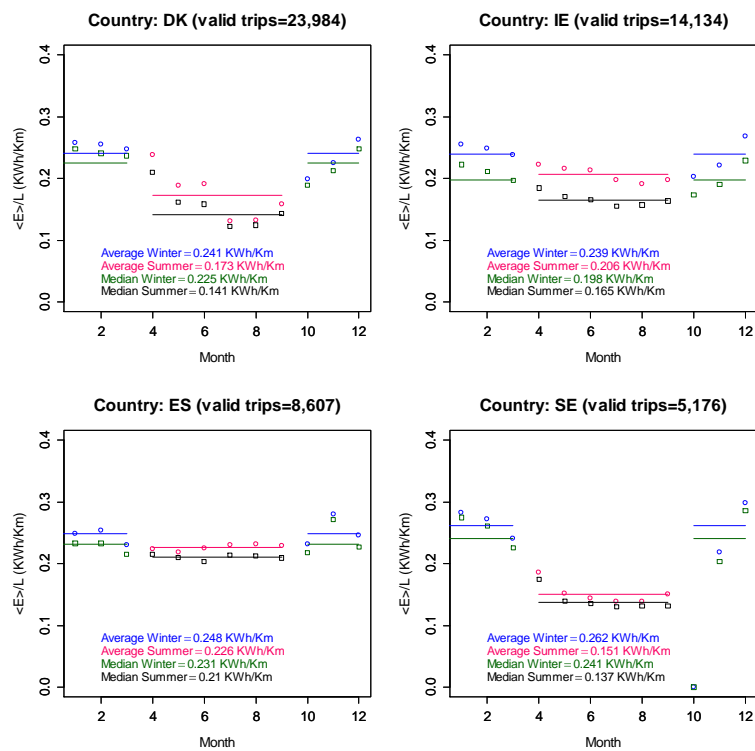 Country: DK (valid trips=23,984)
<E>/L (KWh/Km)
0.4
0.3
0.2
0.1
0.0
Average Winter = 0.241 KWh/Km
Average Summer = 0.173 KWh/Km
Median Winter = 0.225 KWh/Km
Median Summer = 0.141 KWh/Km
2 4 6 8 10 12
Month
Country: IE (valid trips=14,134)
<E>/L (KWh/Km)
0.4
0.3
0.2
0.1
0.0
Average Winter = 0.239 KWh/Km
Average Summer = 0.206 KWh/Km
Median Winter = 0.198 KWh/Km
Median Summer = 0.165 KWh/Km
2 4 6 8 10 12
Month
Country: ES (valid trips=8,607)
<E>/L (KWh/Km)
0.4
0.3
0.2
0.1
0.0
Average Winter = 0.248 KWh/Km
Average Summer = 0.226 KWh/Km
Median Winter = 0.231 KWh/Km
Median Summer = 0.21 KWh/Km
2 4 6 8 10 12
Month
Country: SE (valid trips=5,176)
<E>/L (KWh/Km)
0.4
0.3
0.2
0.1
0.0
Average Winter = 0.262 KWh/Km
Average Summer = 0.151 KWh/Km
Median Winter = 0.241 KWh/Km
Median Summer = 0.137 KWh/Km
2 4 6 8 10 12
Month